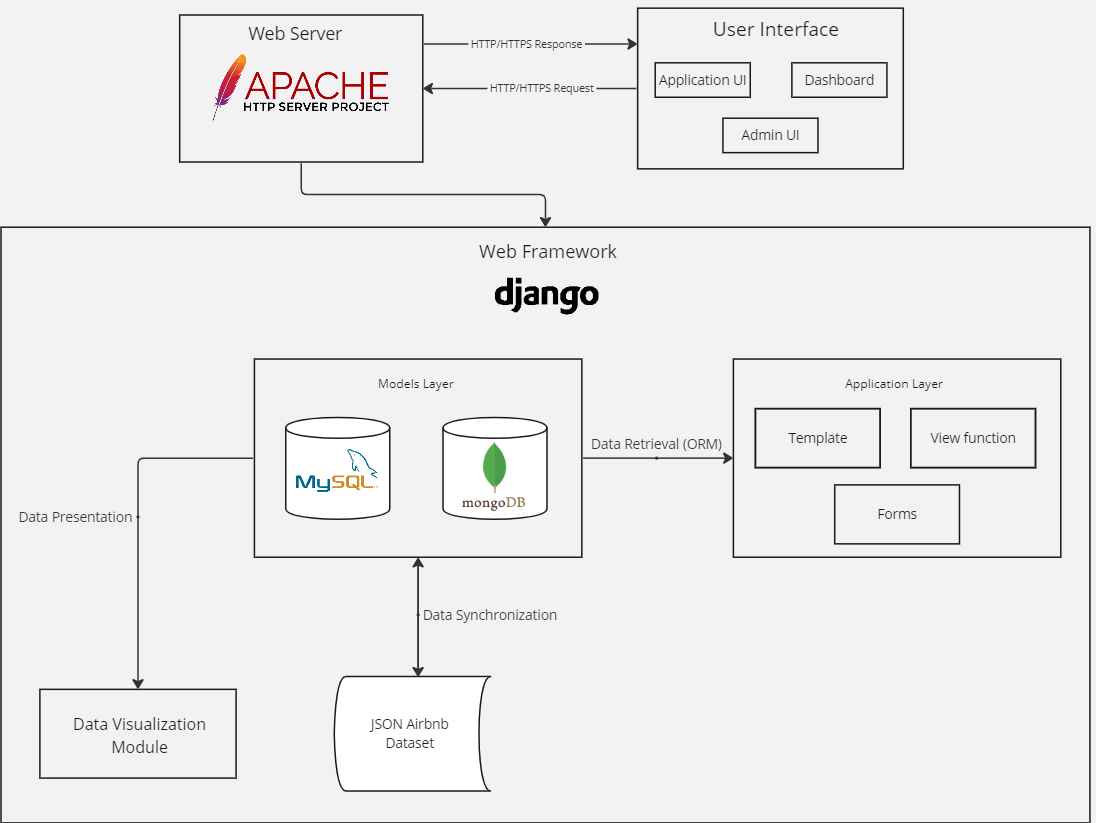 Web Server
APACHE
HTTP SERVER PROJECT
HTTP/HTTPS Response
HTTP/HTTPS Request
User Interface
Application UI
Dashboard
Admin UI
Web Framework
django
Models Layer
MySQL
mongoDB
Data Retrieval (ORM)
Application Layer
Template
View function
Forms
Data Presentation
Data Synchronization
Data Visualization
Module
JSON Airbnb
Dataset